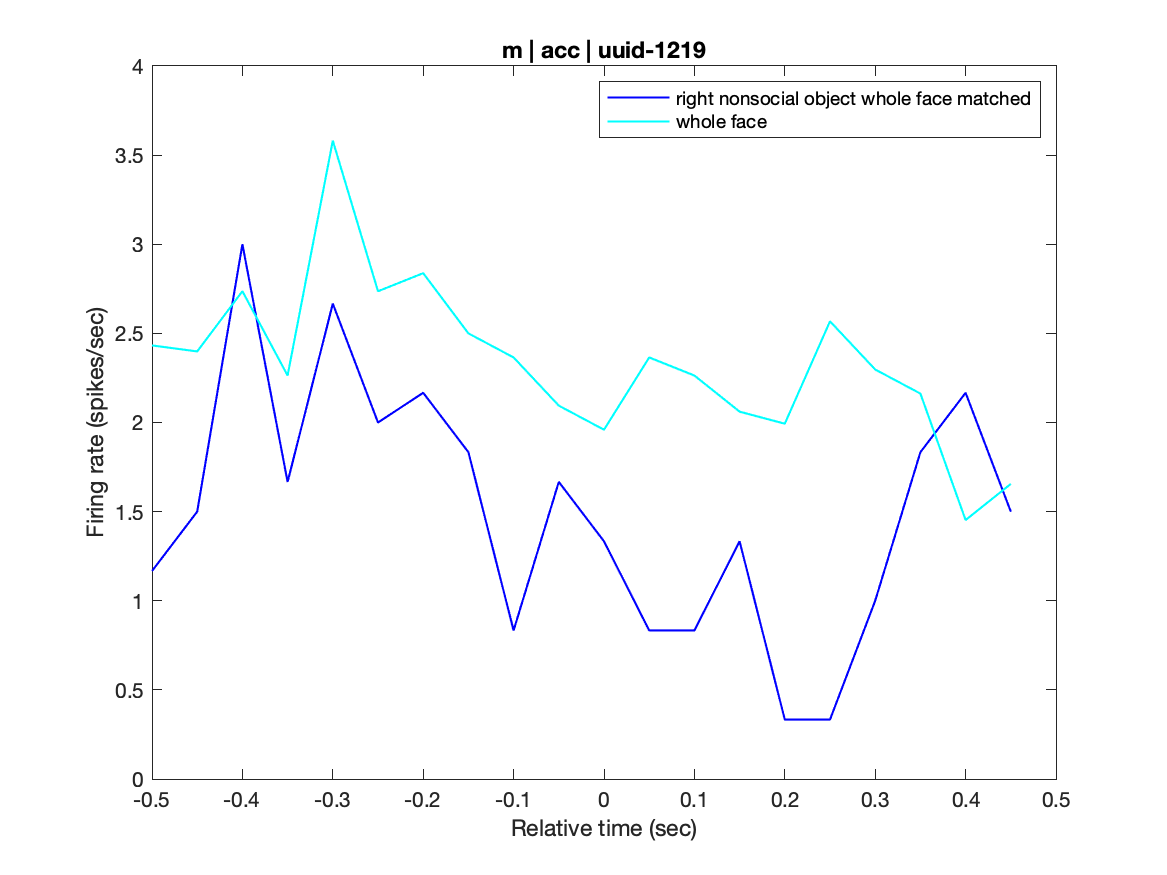 m | acc | uuid-1219
right nonsocial object whole face matched
whole face
4
3.5
3
2.5
2
1.5
1
0.5
0
Firing rate (spikes/sec)
-0.5 -0.4 -0.3 -0.2 -0.1 0 0.1 0.2 0.3 0.4 0.5
Relative time (sec)